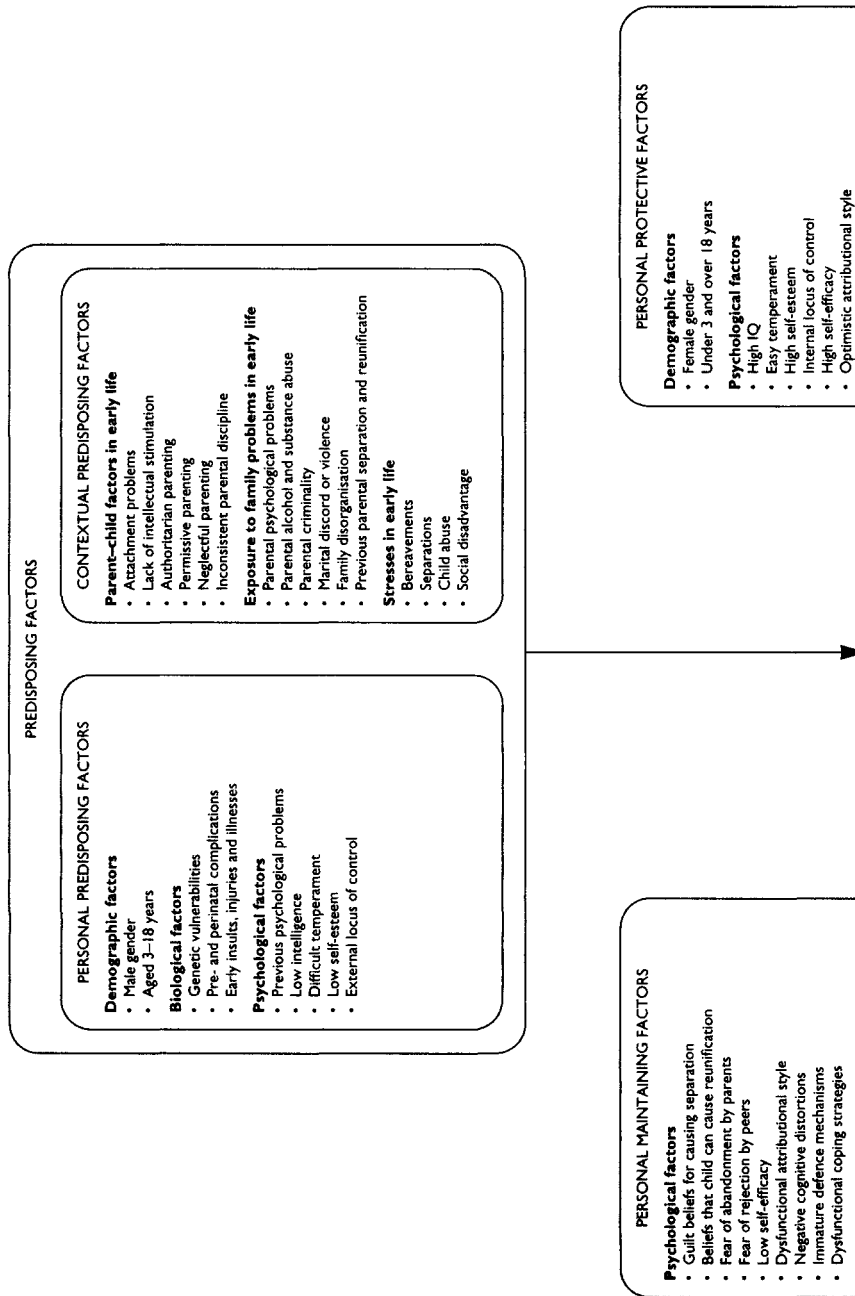 PREDISPOSING FACTORS
PERSONAL PREDISPOSING FACTORS
Demographic factors
• Male gender
• Aged 3–18 years
Biological factors
• Genetic vulnerabilities
• Pre- and perinatal complications
• Early insults, injuries and illnesses
Psychological factors
• Previous psychological problems
• Low intelligence
• Difficult temperament
• Low self-esteem
• External locus of control
CONTEXTUAL PREDISPOSING FACTORS
Parent–child factors in early life
• Attachment problems
• Lack of intellectual stimulation
• Authoritarian parenting
• Permissive parenting
• Neglectful parenting
• Inconsistent parental discipline
Exposure to family problems in early life
• Parental psychological problems
• Parental alcohol and substance abuse
• Parental criminality
• Marital discord or violence
• Family disorganisation
• Previous parental separation and reunification
Stresses in early life
• Bereavements
• Separations
• Child abuse
• Social disadvantage
PERSONAL MAINTAINING FACTORS
Psychological factors
• Guilt beliefs for causing separation
• Beliefs that child can cause reunification
• Fear of abandonment by parents
• Fear of rejection by peers
• Low self-efficacy
• Dysfunctional attributional style
• Negative cognitive distortions
• Immature defence mechanisms
• Dysfunctional coping strategies
PERSONAL PROTECTIVE FACTORS
Demographic factors
• Female gender
• Under 3 and over 18 years
Psychological factors
• High IQ
• Easy temperament
• High self-esteem
• Internal locus of control
• High self-efficacy
• Optimistic attributional style